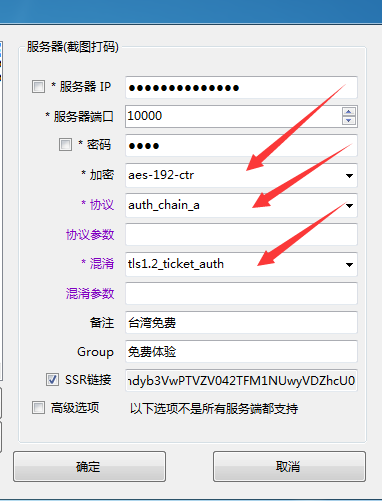 服务器(截图打码)
* 服务器 IP ●●●●●●●●●●●●●●
* 服务器端口 10000
* 密码 ●●●●
* 加密 aes-192-ctr
* 协议 auth_chain_a
协议参数
* 混淆 tls1.2_ticket_auth
混淆参数
备注 台湾免费
Group 免费体验
SSR链接 ndyb3VwPTVZV042TFM1NUwyVDZhcU0
高级选项 以下选项不是所有服务端都支持
确定 取消